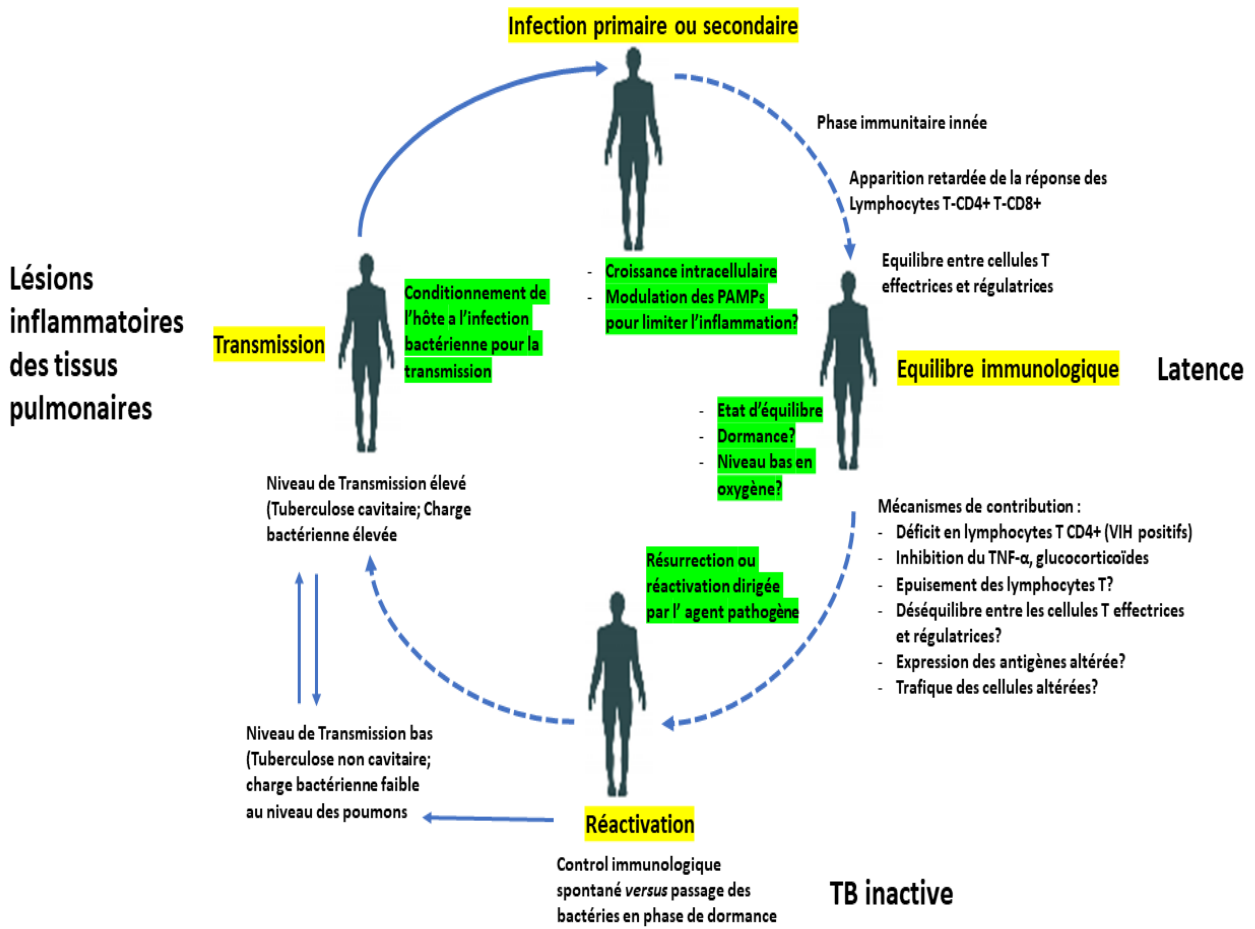 Infection primaire ou secondaire
Phase immunitaire innée
Apparition retardée de la réponse des
Lymphocytes T-CD4+ T-CD8+
Equilibre entre cellules T
effectrices et régulatrices
- Croissance intracellulaire
- Modulation des PAMPs
pour limiter l'inflammation?
Lésions
inflammatoires
des tissus
pulmonaires
Transmission
Conditionnement de
l'hôte a l'infection
bactérienne pour la
transmission
Equilibre immunologique
Latence
- Etat d'équilibre
- Dormance?
- Niveau bas en
oxygène?
Niveau de Transmission élevé
(Tuberculose cavitaire; Charge
bactérienne élevée
Mécanismes de contribution :
- Déficit en lymphocytes T CD4+ (VIH positifs)
- Inhibition du TNF-α, glucocorticoïdes
- Epuisement des lymphocytes T?
- Déséquilibre entre les cellules T effectrices
et régulatrices?
- Expression des antigènes altérée?
- Trafique des cellules altérées?
Résurrection ou
réactivation dirigée
par l' agent pathogène
Niveau de Transmission bas
(Tuberculose non cavitaire;
charge bactérienne faible
au niveau des poumons
Réactivation
Control immunologique
spontané versus passage des
bactéries en phase de dormance
TB inactive